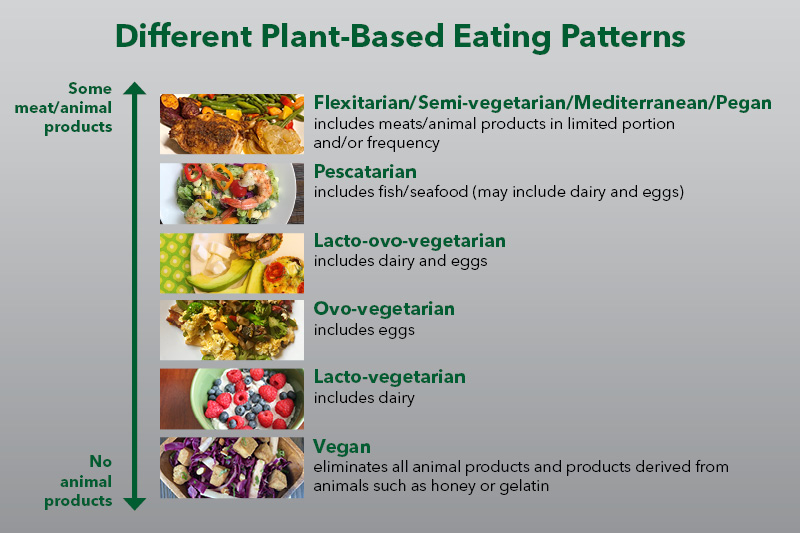 Different Plant-Based Eating Patterns
Some
meat/animal
products
Flexitarian/Semi-vegetarian/Mediterranean/Pegan
includes meats/animal products in limited portion
and/or frequency
Pescatarian
includes fish/seafood (may include dairy and eggs)
Lacto-ovo-vegetarian
includes dairy and eggs
Ovo-vegetarian
includes eggs
Lacto-vegetarian
includes dairy
Vegan
eliminates all animal products and products derived from
animals such as honey or gelatin
No
animal
products